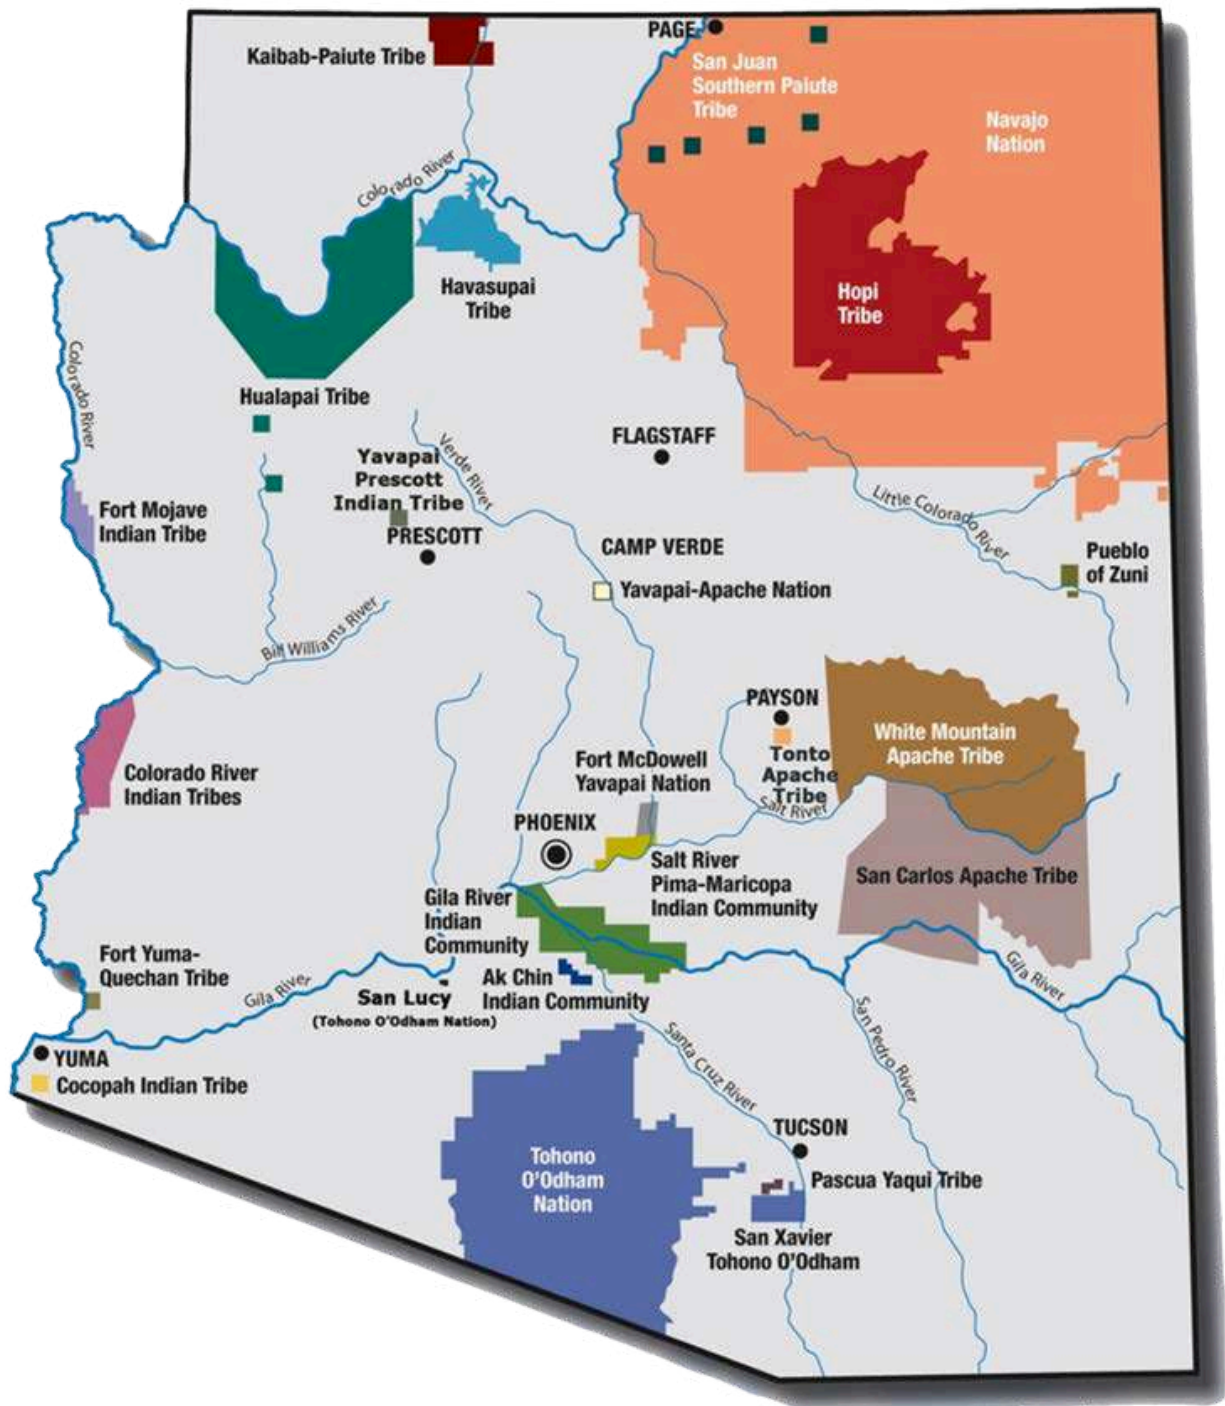 PAGE
Kaibab-Paiute Tribe
San Juan
Southern Paiute
Tribe
Navajo
Nation
Colorado River
Havasupai
Tribe
Hopi
Tribe
Colorado River
Hualapai Tribe
FLAGSTAFF
Verde River
Yavapai
Prescott
Indian Tribe
PRESCOTT
Fort Mojave
Indian Tribe
Little Colorado River
CAMP VERDE
Yavapai-Apache Nation
Pueblo
of Zuni
Bill Williams River
PAYSON
Tonto
Apache
Tribe
Salt River
White Mountain
Apache Tribe
Colorado River
Indian Tribes
Fort McDowell
Yavapai Nation
PHOENIX
Salt River
Pima-Maricopa
Indian Community
San Carlos Apache Tribe
Gila River
Indian
Community
Fort Yuma-
Quechan Tribe
Gila River
San Lucy
(Tohono O'Odham Nation)
Ak Chin
Indian Community
Gila River
San Pedro River
Santa Cruz River
YUMA
Cocopah Indian Tribe
TUCSON
Tohono
O'Odham
Nation
Pascua Yaqui Tribe
San Xavier
Tohono O'Odham